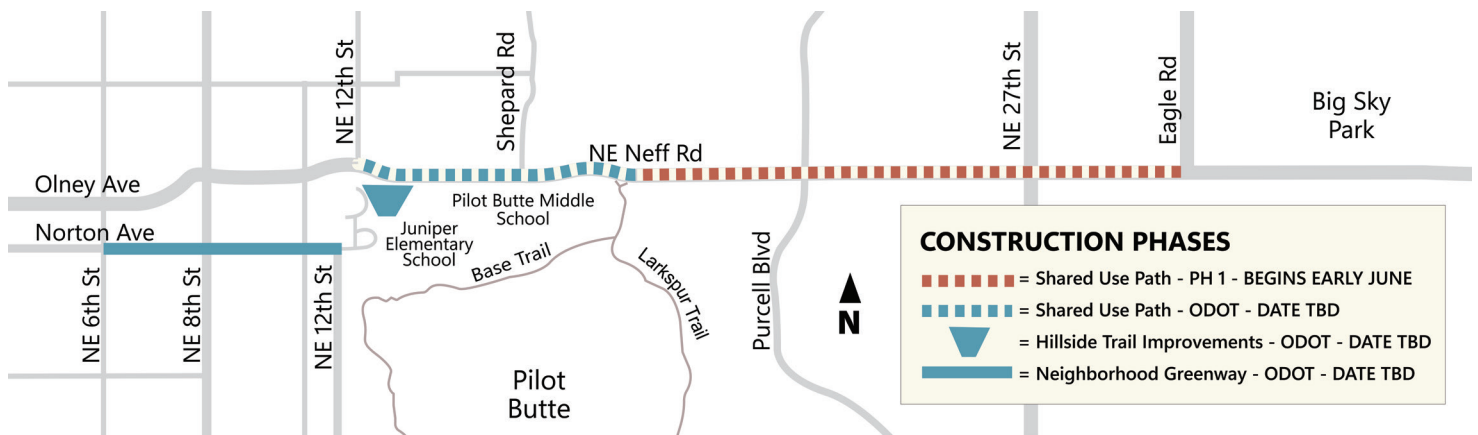 NE 12th St
Shepard Rd
NE 27th St
Eagle Rd
Big Sky
Park
NE Neff Rd
Olney Ave
Pilot Butte Middle
School
Norton Ave
Juniper
Elementary
School
Base Trail
Larkspur Trail
Purcell Blvd
NE 6th St
NE 8th St
NE 12th St
Pilot
Butte
N
CONSTRUCTION PHASES
= Shared Use Path - PH 1 - BEGINS EARLY JUNE
= Shared Use Path - ODOT - DATE TBD
= Hillside Trail Improvements - ODOT - DATE TBD
= Neighborhood Greenway - ODOT - DATE TBD